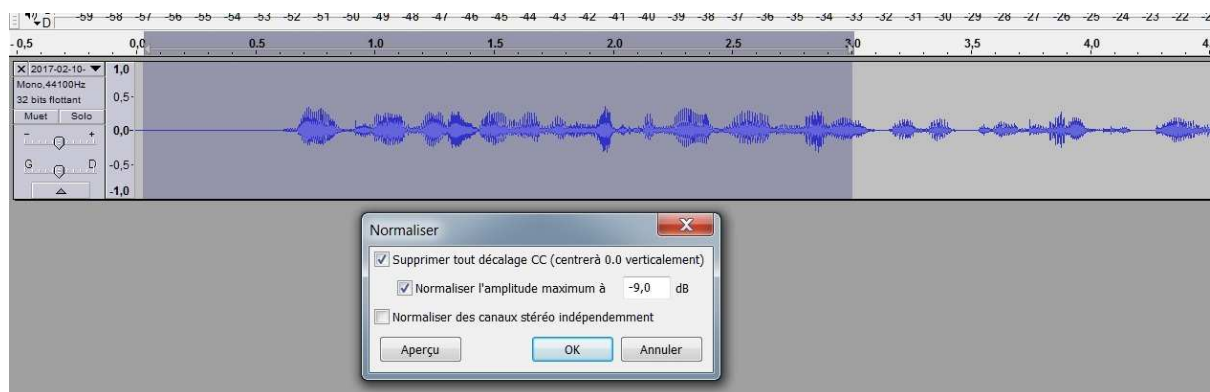 -59 -58 -57 -56 -55 -54 -53 -52 -51 -50 -49 -48 -47 -46 -45 -44 -43 -42 -41 -40 -39 -38 -37 -36 -35 -34 -33 -32 -31 -30 -29 -28 -27 -26 -25 -24 -23 -22
- 0,5 0,0 0,5 1,0 1,5 2,0 2,5 3,0 3,5 4,0
X 2017-02-10- 1,0
Mono,44100Hz
32 bits flottant 0,5-
Muet Solo
- + 0,0-
G D -0,5-
-1,0
Normaliser
X
Supprimer tout décalage CC (centrerà 0.0 verticalement)
Normaliser l'amplitude maximum à -9,0 dB
Normaliser des canaux stéréo indépendemment
Aperçu OK Annuler